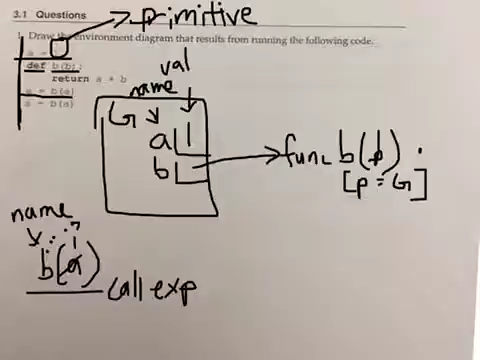 3.1 Questions
primitive
1. Draw the environment diagram that results from running the following code.
a =
def b(b):
return a + b
a = b(a)
a = b(a)
name
val
G
a 1
b
func b(b)
[p = G]
name
1
b(a)
call exp